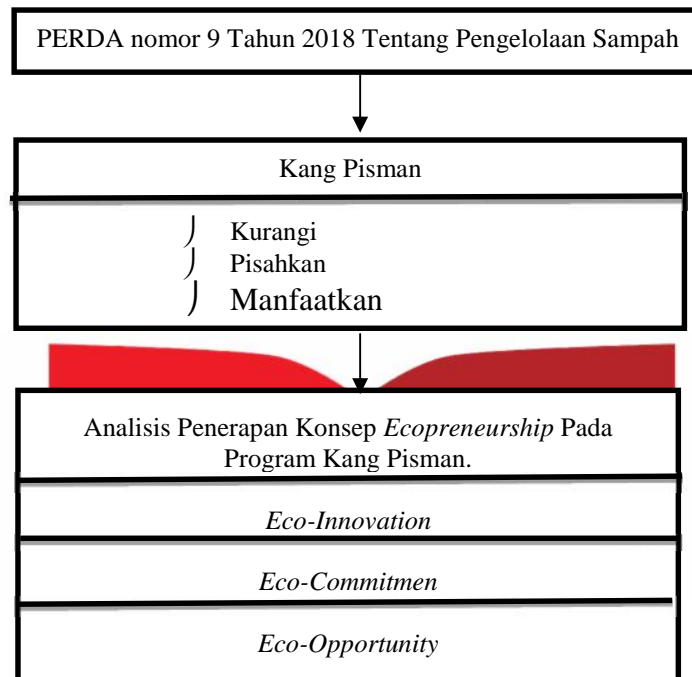 PERDA nomor 9 Tahun 2018 Tentang Pengelolaan Sampah
Kang Pisman
Kurangi
Pisahkan
Manfaatkan
Analisis Penerapan Konsep Ecopreneurship Pada
Program Kang Pisman.
Eco-Innovation
Eco-Commitmen
Eco-Opportunity